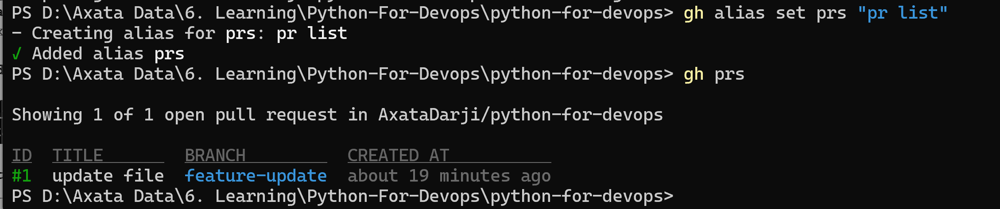 PS D:\Axata Data\6. Learning\Python-For-Devops\python-for-devops> gh alias set prs "pr list"
- Creating alias for prs: pr list
✓ Added alias prs
PS D:\Axata Data\6. Learning\Python-For-Devops\python-for-devops> gh prs
Showing 1 of 1 open pull request in AxataDarji/python-for-devops
ID TITLE BRANCH CREATED AT
#1 update file feature-update about 19 minutes ago
PS D:\Axata Data\6. Learning\Python-For-Devops\python-for-devops>